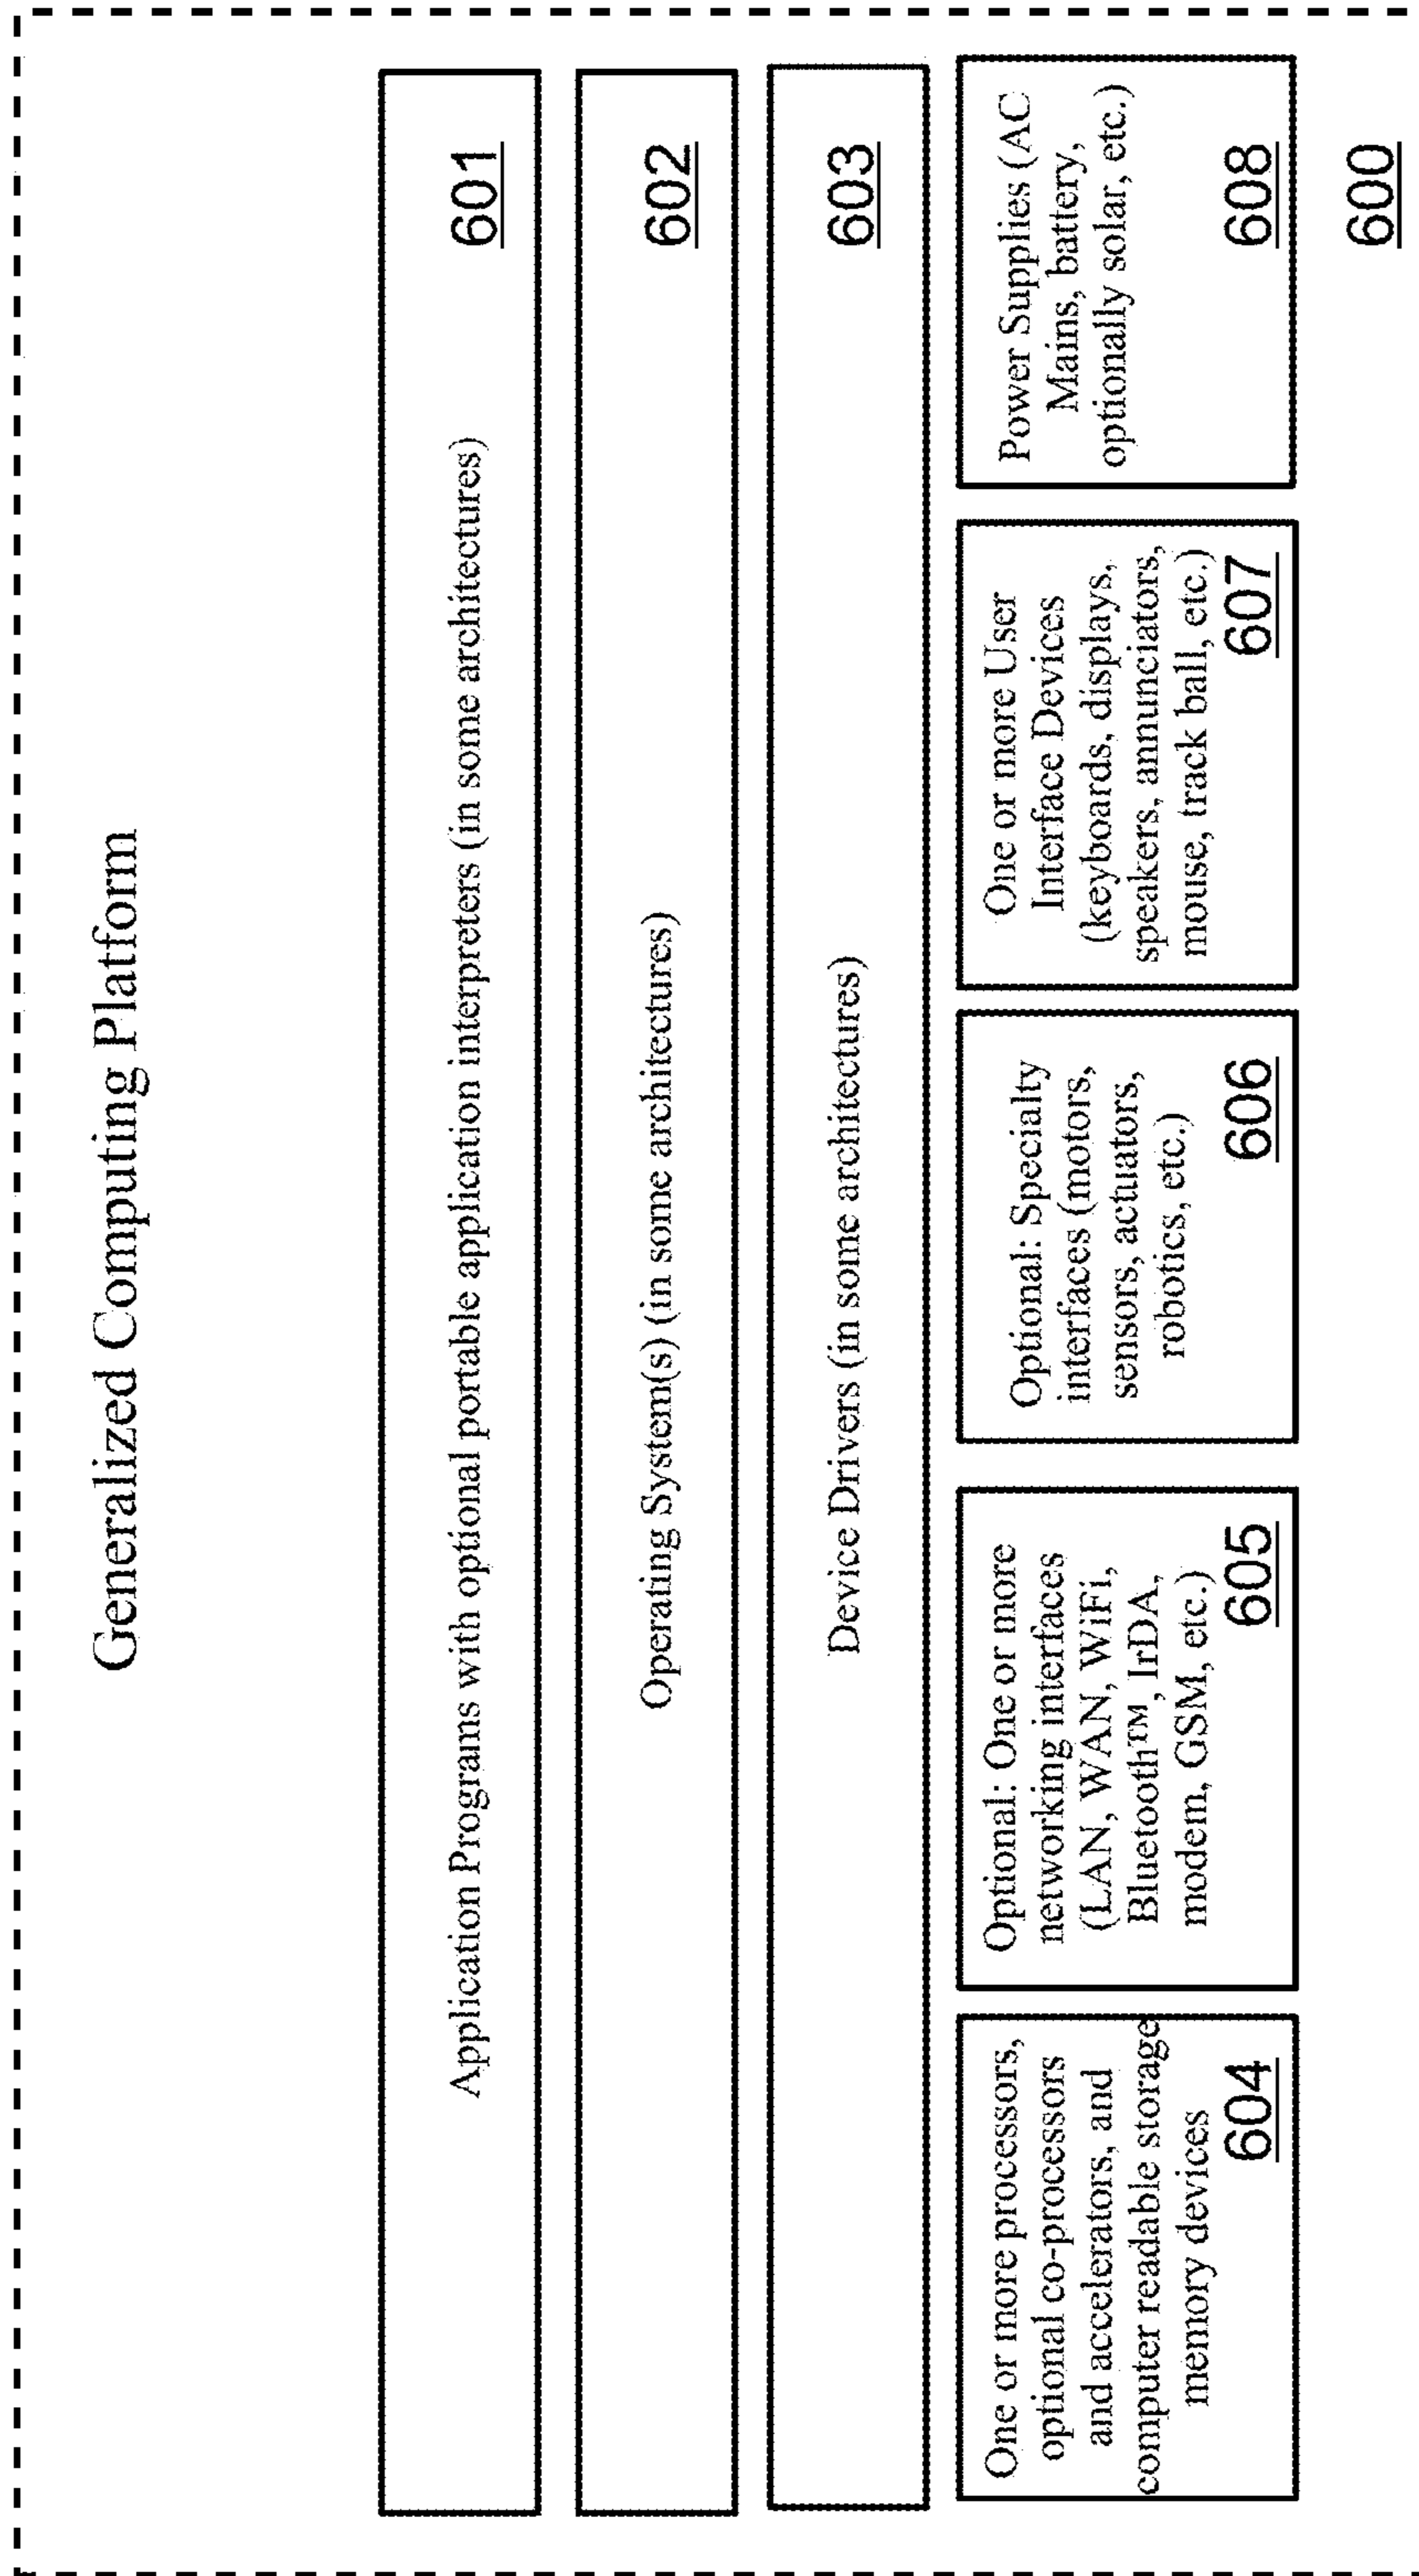 Generalized Computing Platform
Application Programs with optional portable application interpreters (in some architectures)
601
Operating System(s) (in some architectures)
602
Device Drivers (in some architectures)
603
One or more processors,
optional co-processors
and accelerators, and
computer readable storage
memory devices
604
Optional: One or more
networking interfaces
(LAN, WAN, WiFi,
Bluetooth™, IrDA,
modem, GSM, etc.)
605
Optional: Specialty
interfaces (motors,
sensors, actuators,
robotics, etc.)
606
One or more User
Interface Devices
(keyboards, displays,
speakers, annunciators,
mouse, track ball, etc.)
607
Power Supplies (AC
Mains, battery,
optionally solar, etc.)
608
600